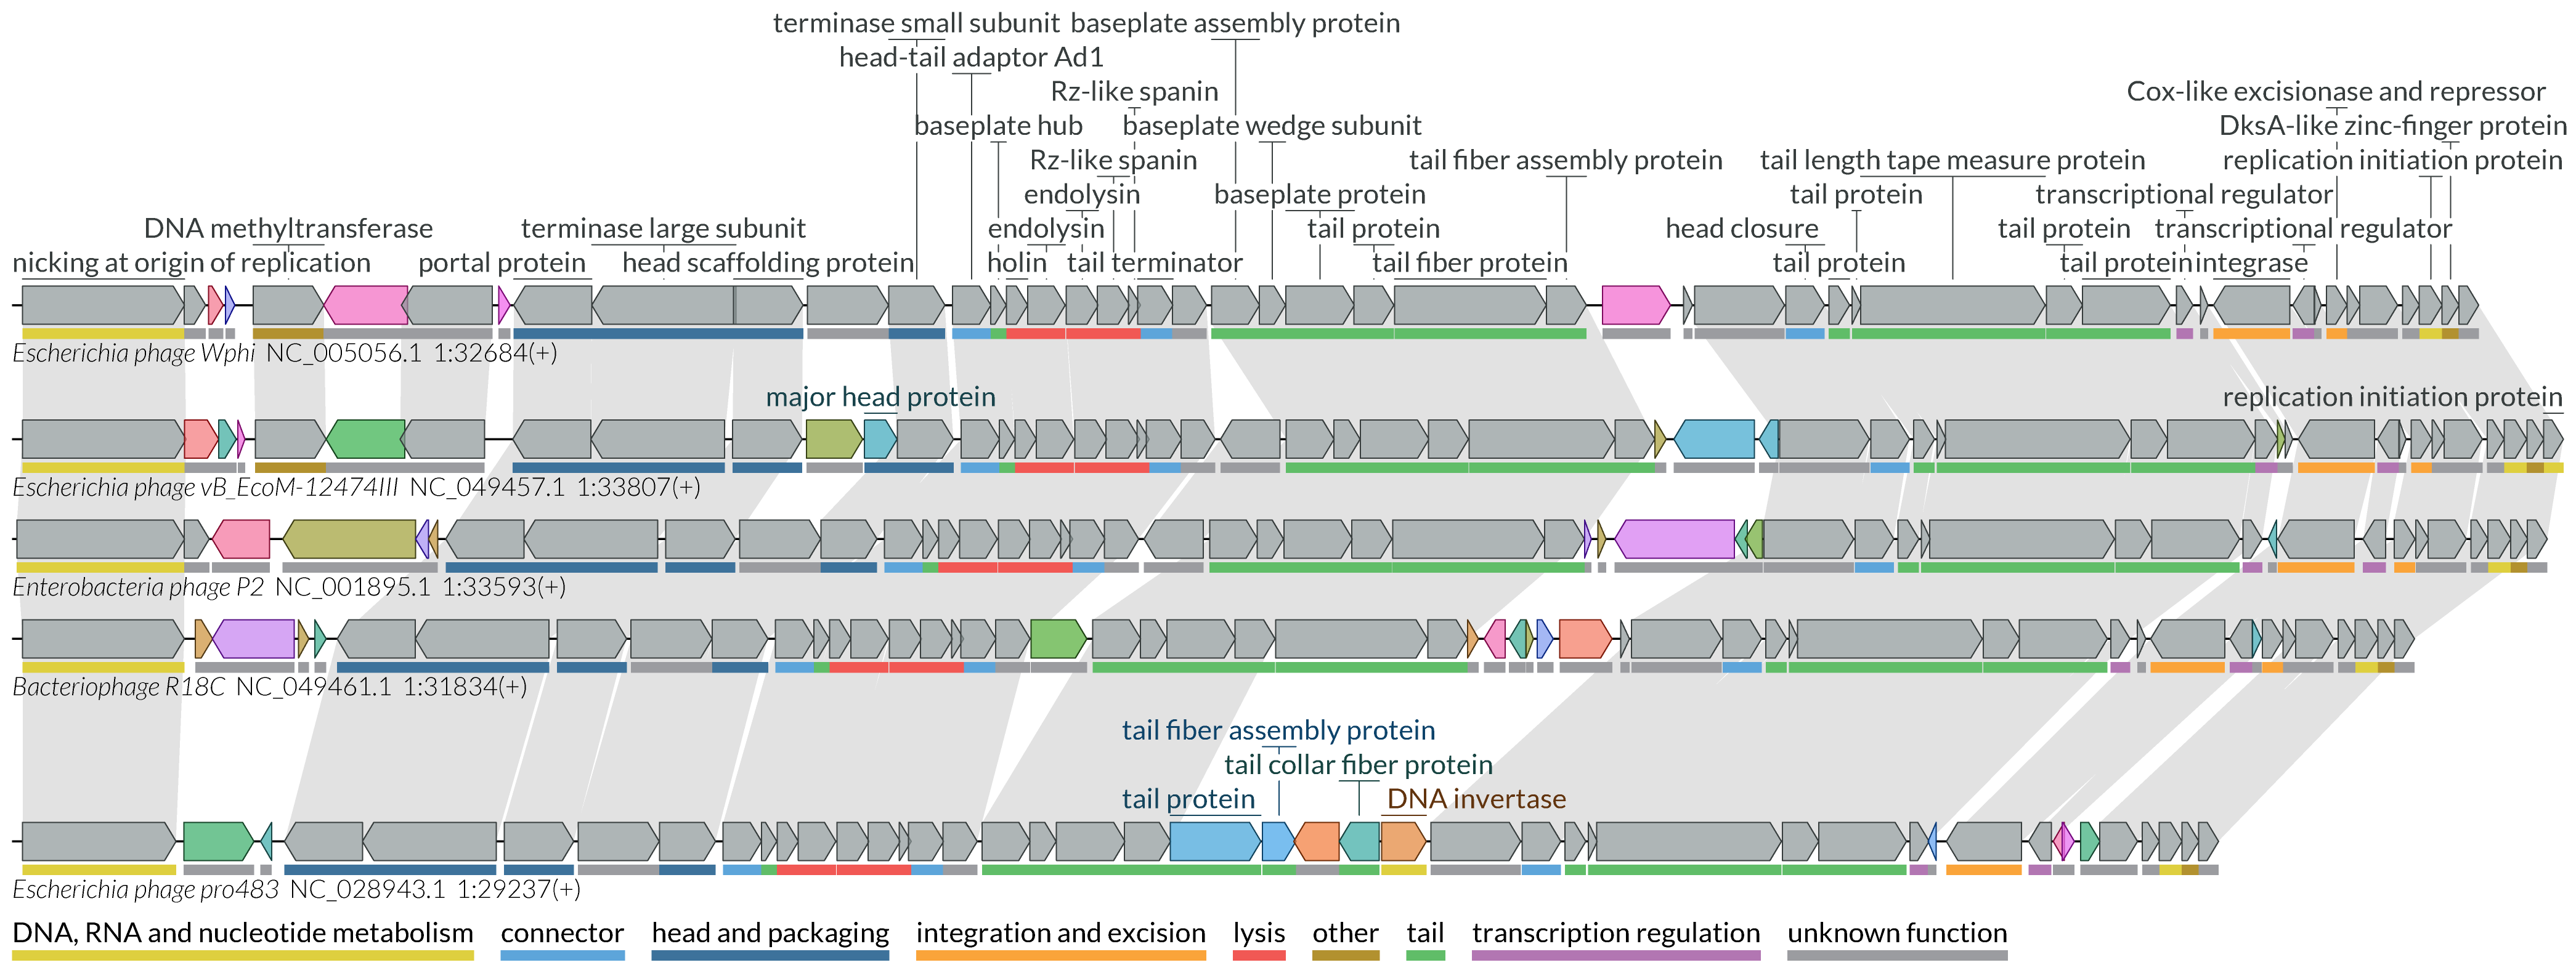 terminase small subunit baseplate assembly protein
head-tail adaptor Ad1
Rz-like spanin Cox-like excisionase and repressor
baseplate hub baseplate wedge subunit DksA-like zinc-finger protein
Rz-like spanin tail fiber assembly protein tail length tape measure protein replication initiation protein
endolysin baseplate protein tail protein transcriptional regulator
DNA methyltransferase terminase large subunit endolysin tail protein head closure tail protein transcriptional regulator
nicking at origin of replication portal protein head scaffolding protein holin tail terminator tail fiber protein tail protein tail protein integrase
Escherichia phage Wphi NC_005056.1 1:32684(+)
major head protein replication initiation protein
Escherichia phage vB_EcoM-12474III NC_049457.1 1:33807(+)
Enterobacteria phage P2 NC_001895.1 1:33593(+)
Bacteriophage R18C NC_049461.1 1:31834(+)
tail fiber assembly protein
tail collar fiber protein
tail protein DNA invertase
Escherichia phage pro483 NC_028943.1 1:29237(+)
DNA, RNA and nucleotide metabolism connector head and packaging integration and excision lysis other tail transcription regulation unknown function